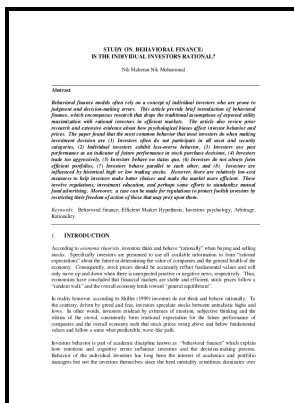 STUDY ON BEHAVIORAL FINANCE:
IS THE INDIVIDUAL INVESTORS RATIONAL?
Nik Maheran Nik Muhammad
Abstract
Behavioral finance models often rely on a concept of individual investors who are prone to
judgment and decision-making errors. This article provide brief introduction of behavioral
finance, which encompasses research that drops the traditional assumptions of expected utility
maximization with rational investors in efficient markets. The article also review prior
research and extensive evidence about how psychological biases affect investor behavior and
prices. The paper found that the most common behavior that most investors do when making
investment decision are (1) Investors often do not participate in all asset and security
categories, (2) Individual investors exhibit loss-averse behavior, (3) Investors use past
performance as an indicator of future performance in stock purchase decisions, (4) Investors
trade too aggressively, (5) Investors behave on status quo, (6) Investors do not always form
efficient portfolios, (7) Investors behave parallel to each other, and (8) Investors are
influenced by historical high or low trading stocks. However, there are relatively low-cost
measures to help investors make better choices and make the market more efficient. These
involve regulations, investment education, and perhaps some efforts to standardize mutual
fund advertising. Moreover, a case can be made for regulations to protect foolish investors by
restricting their freedom of action of those that may prey upon them.
Keywords: Behavioral finance; Efficient Market Hypothesis; Investors psychology; Arbitrage;
Rationality.
1. INTRODUCTION
According to economic theorists, investors think and behave "rationally" when buying and selling
stocks. Specifically investors are presumed to use all available information to form "rational
expectations" about the future in determining the value of companies and the general health of the
economy. Consequently, stock prices should be accurately reflect fundamental values and will
only move up and down when there is unexpected positive or negative news, respectively. Thus,
economists have concluded that financial markets are stable and efficient, stock prices follow a
"random walk" and the overall economy tends toward "general equilibrium".
In reality however, according to Shiller (1999) investors do not think and behave rationally. To
the contrary, driven by greed and fear, investors speculate stocks between unrealistic highs and
lows. In other words, investors mislead by extremes of emotion, subjective thinking and the
whims of the crowd, consistently form irrational expectation for the future performance of
companies and the overall economy such that stock prices swing above and below fundamental
values and follow a somewhat predictable, wave-like path.
Investors behavior is part of academic discipline known as "behavioral finance" which explain
how emotions and cognitive errors influence investors and the decision-making process.
Behavior of the individual investors has long been the interest of academics and portfolio
managers but not the investors themselves since the herd mentality sometimes dominates over